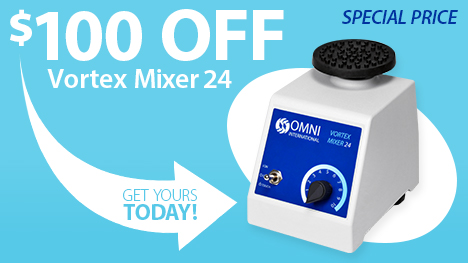 $100 OFF
SPECIAL PRICE
Vortex Mixer 24
OMNI
INTERNATIONAL
VORTEX
MIXER 24
GET YOURS
TODAY!